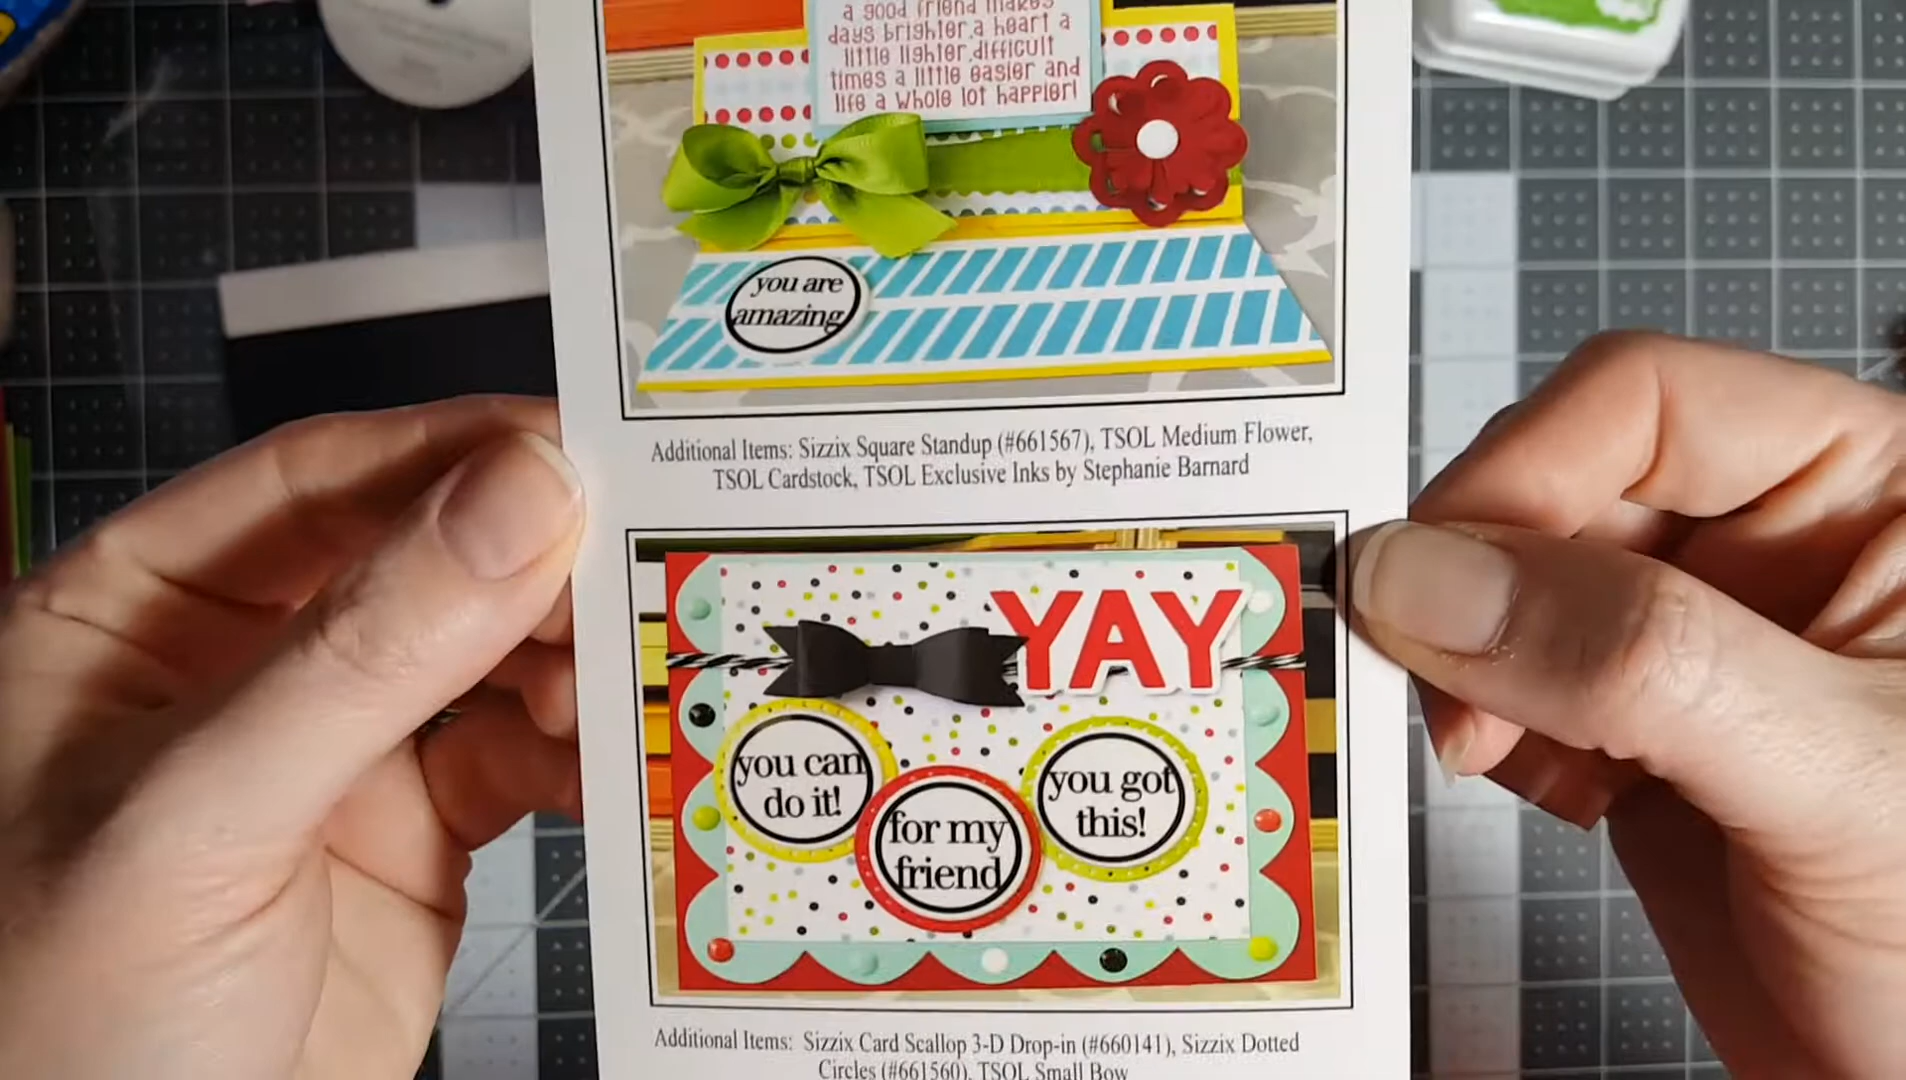 a good friend makes
days brighter,a heart a
little lighter,difficult
times a little easier and
life a whole lot happier!
you are
amazing
Additional Items: Sizzix Square Standup (#661567), TSOL Medium Flower,
TSOL Cardstock, TSOL Exclusive Inks by Stephanie Barnard
YAY
you can
do it!
for my
friend
you got
this!
Additional Items: Sizzix Card Scallop 3-D Drop-in (#660141), Sizzix Dotted
Circles (#661560), TSOL Small Bow